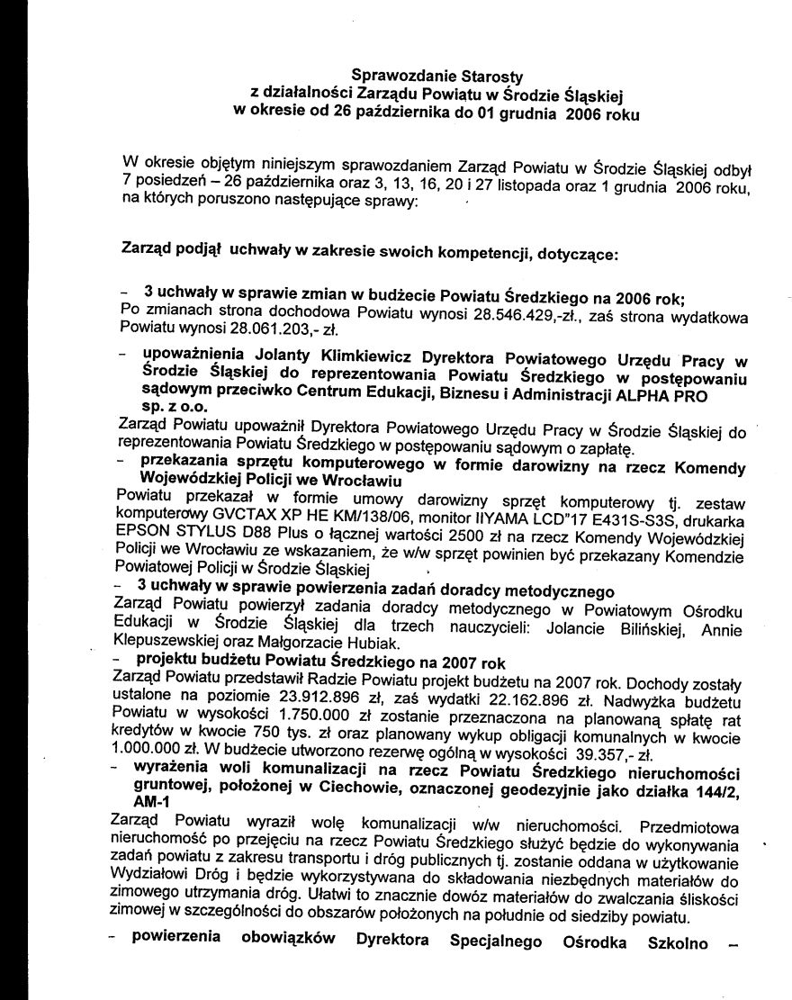 Sprawozdanie Starosty
z działalności Zarządu Powiątu w Środzie Śląskiej
w okresie od 26 października do 01 grudnia 2006 roku
W okresie objętym niniejszym sprawozdaniem Zarząd Powiatu w Środzie Śląskiej odbył
7 posiedzeń – 26 października oraz 3, 13, 16, 20 i 27 listopada oraz 1 grudnia 2006 roku,
na których poruszono następujące sprawy:
Zarząd podjął uchwały w zakresie swoich kompetencji, dotyczące:
– 3 uchwały w sprawie zmian w budżecie Powiatu Średzkiego na 2006 rok;
Po zmianach strona dochodowa Powiatu wynosi 28.546.429,-zł., zaś strona wydatkowa
Powiatu wynosi 28.061.203,- zł.
– upoważnienia Jolanty Klimkiewicz Dyrektora Powiatowego Urzędu Pracy w
Środzie Śląskiej do reprezentowania Powiatu Średzkiego w postępowaniu
sądowym przeciwko Centrum Edukacji, Biznesu i Administracji ALPHA PRO
sp. z o.o.
Zarząd Powiatu upoważnił Dyrektora Powiatowego Urzędu Pracy w Środzie Śląskiej do
reprezentowania Powiatu Średzkiego w postępowaniu sądowym o zapłatę.
– przekazania sprzętu komputerowego w formie darowizny na rzecz Komendy
Wojewódzkiej Policji we Wrocławiu
Powiatu przekazał w formie umowy darowizny sprzęt komputerowy tj. zestaw
komputerowy GVCTAX XP HE KM/138/06, monitor IIYAMA LCD"17 E431S-S3S, drukarka
EPSON STYLUS D88 Plus o łącznej wartości 2500 zł na rzecz Komendy Wojewódzkiej
Policji we Wrocławiu ze wskazaniem, że w/w sprzęt powinien być przekazany Komendzie
Powiatowej Policji w Środzie Śląskiej
– 3 uchwały w sprawie powierzenia zadań doradcy metodycznego
Zarząd Powiatu powierzył zadania doradcy metodycznego w Powiatowym Ośrodku
Edukacji w Środzie Śląskiej dla trzech nauczycieli: Jolancie Bilińskiej, Annie
Klepuszewskiej oraz Małgorzacie Hubiak.
– projektu budżetu Powiatu Średzkiego na 2007 rok
Zarząd Powiatu przedstawił Radzie Powiatu projekt budżetu na 2007 rok. Dochody zostały
ustalone na poziomie 23.912.896 zł, zaś wydatki 22.162.896 zł. Nadwyżka budżetu
Powiatu w wysokości 1.750.000 zł zostanie przeznaczona na planowaną spłatę rat
kredytów w kwocie 750 tys. zł oraz planowany wykup obligacji komunalnych w kwocie
1.000.000 zł. W budżecie utworzono rezerwę ogólną w wysokości 39.357,- zł.
– wyrażenia woli komunalizacji na rzecz Powiatu Średzkiego nieruchomości
gruntowej, położonej w Ciechowie, oznaczonej geodezyjnie jako działka 144/2,
AM-1
Zarząd Powiatu wyraził wolę komunalizacji w/w nieruchomości. Przedmiotowa
nieruchomość po przejęciu na rzecz Powiatu Średzkiego służyć będzie do wykonywania
zadań powiatu z zakresu transportu i dróg publicznych tj. zostanie oddana w użytkowanie
Wydziałowi Dróg i będzie wykorzystywana do składowania niezbędnych materiałów do
zimowego utrzymania dróg. Ułatwi to znacznie dowóz materiałów do zwalczania śliskości
zimowej w szczególności do obszarów położonych na południe od siedziby powiatu.
– powierzenia obowiązków Dyrektora Specjalnego Ośrodka Szkolno –